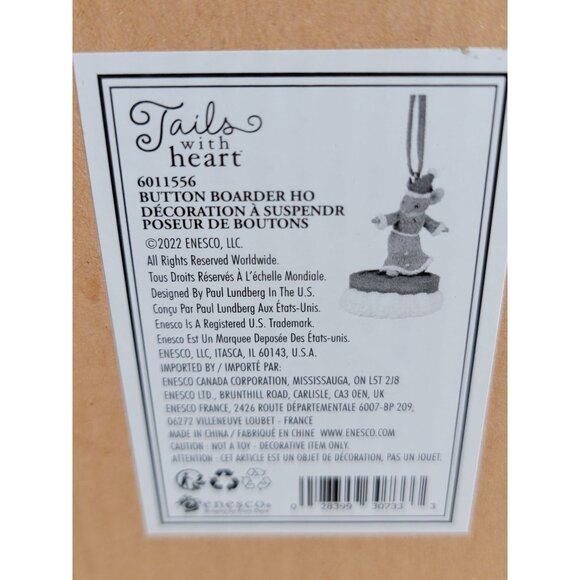 Tails
with
heart™
6011556
BUTTON BOARDER HO
DÉCORATION À SUSPENDR
POSEUR DE BOUTONS
©2022 ENESCO, LLC.
All Rights Reserved Worldwide.
Tous Droits Réservés À L'échelle Mondiale.
Designed By Paul Lundberg In The U.S.
Conçu Par Paul Lundberg Aux États-Unis.
Enesco Is A Registered U.S. Trademark.
Enesco Est Un Marquee Deposée Des États-unis.
ENESCO, LLC, ITASCA, IL 60143, U.S.A.
IMPORTED BY / IMPORTÉ PAR:
ENESCO CANADA CORPORATION, MISSISSAUGA, ON L5T 2J8
ENESCO LTD., BRUNTHILL ROAD, CARLISLE, CA3 0EN, UK
ENESCO FRANCE, 2426 ROUTE DÉPARTEMENTALE 6007-BP 209,
06272 VILLENEUVE LOUBET - FRANCE
MADE IN CHINA / FABRIQUÉ EN CHINE WWW.ENESCO.COM
CAUTION: NOT A TOY - DECORATIVE ITEM ONLY.
ATTENTION : CET ARTICLE EST UN OBJET DE DÉCORATION, PAS UN JOUET.
enesco®
0 28399 30733 3